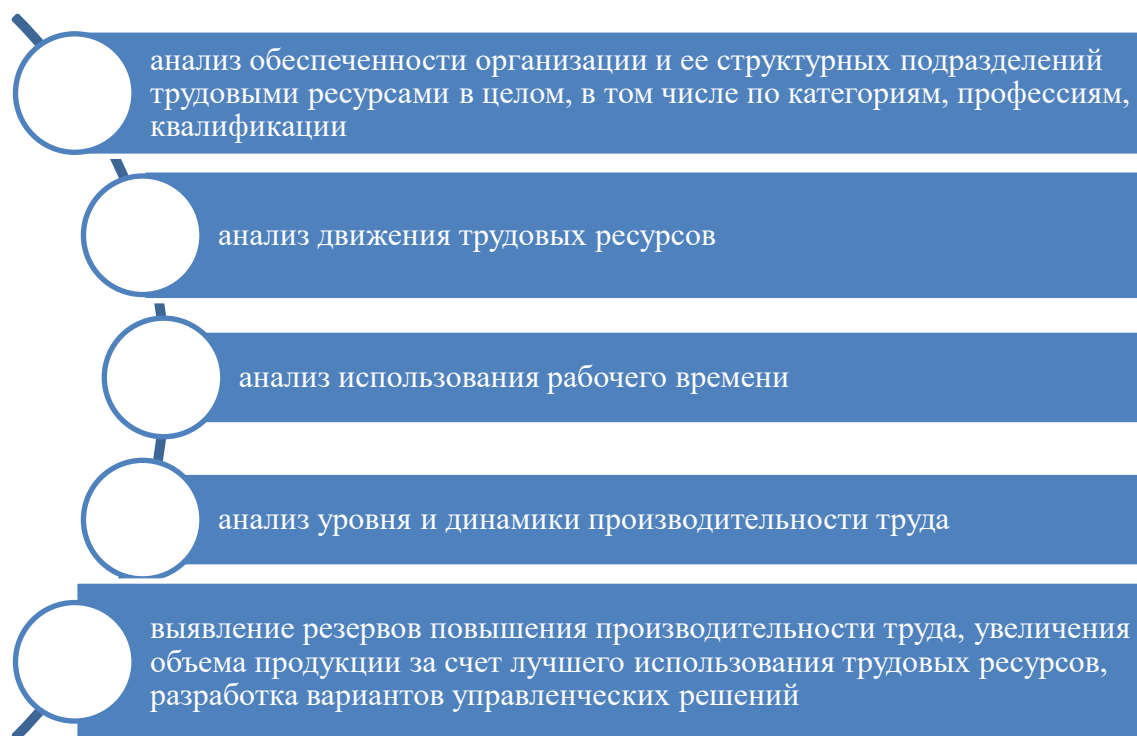 анализ обеспеченности организации и ее структурных подразделений
трудовыми ресурсами в целом, в том числе по категориям, профессиям,
квалификации
анализ движения трудовых ресурсов
анализ использования рабочего времени
анализ уровня и динамики производительности труда
выявление резервов повышения производительности труда, увеличения
объема продукции за счет лучшего использования трудовых ресурсов,
разработка вариантов управленческих решений